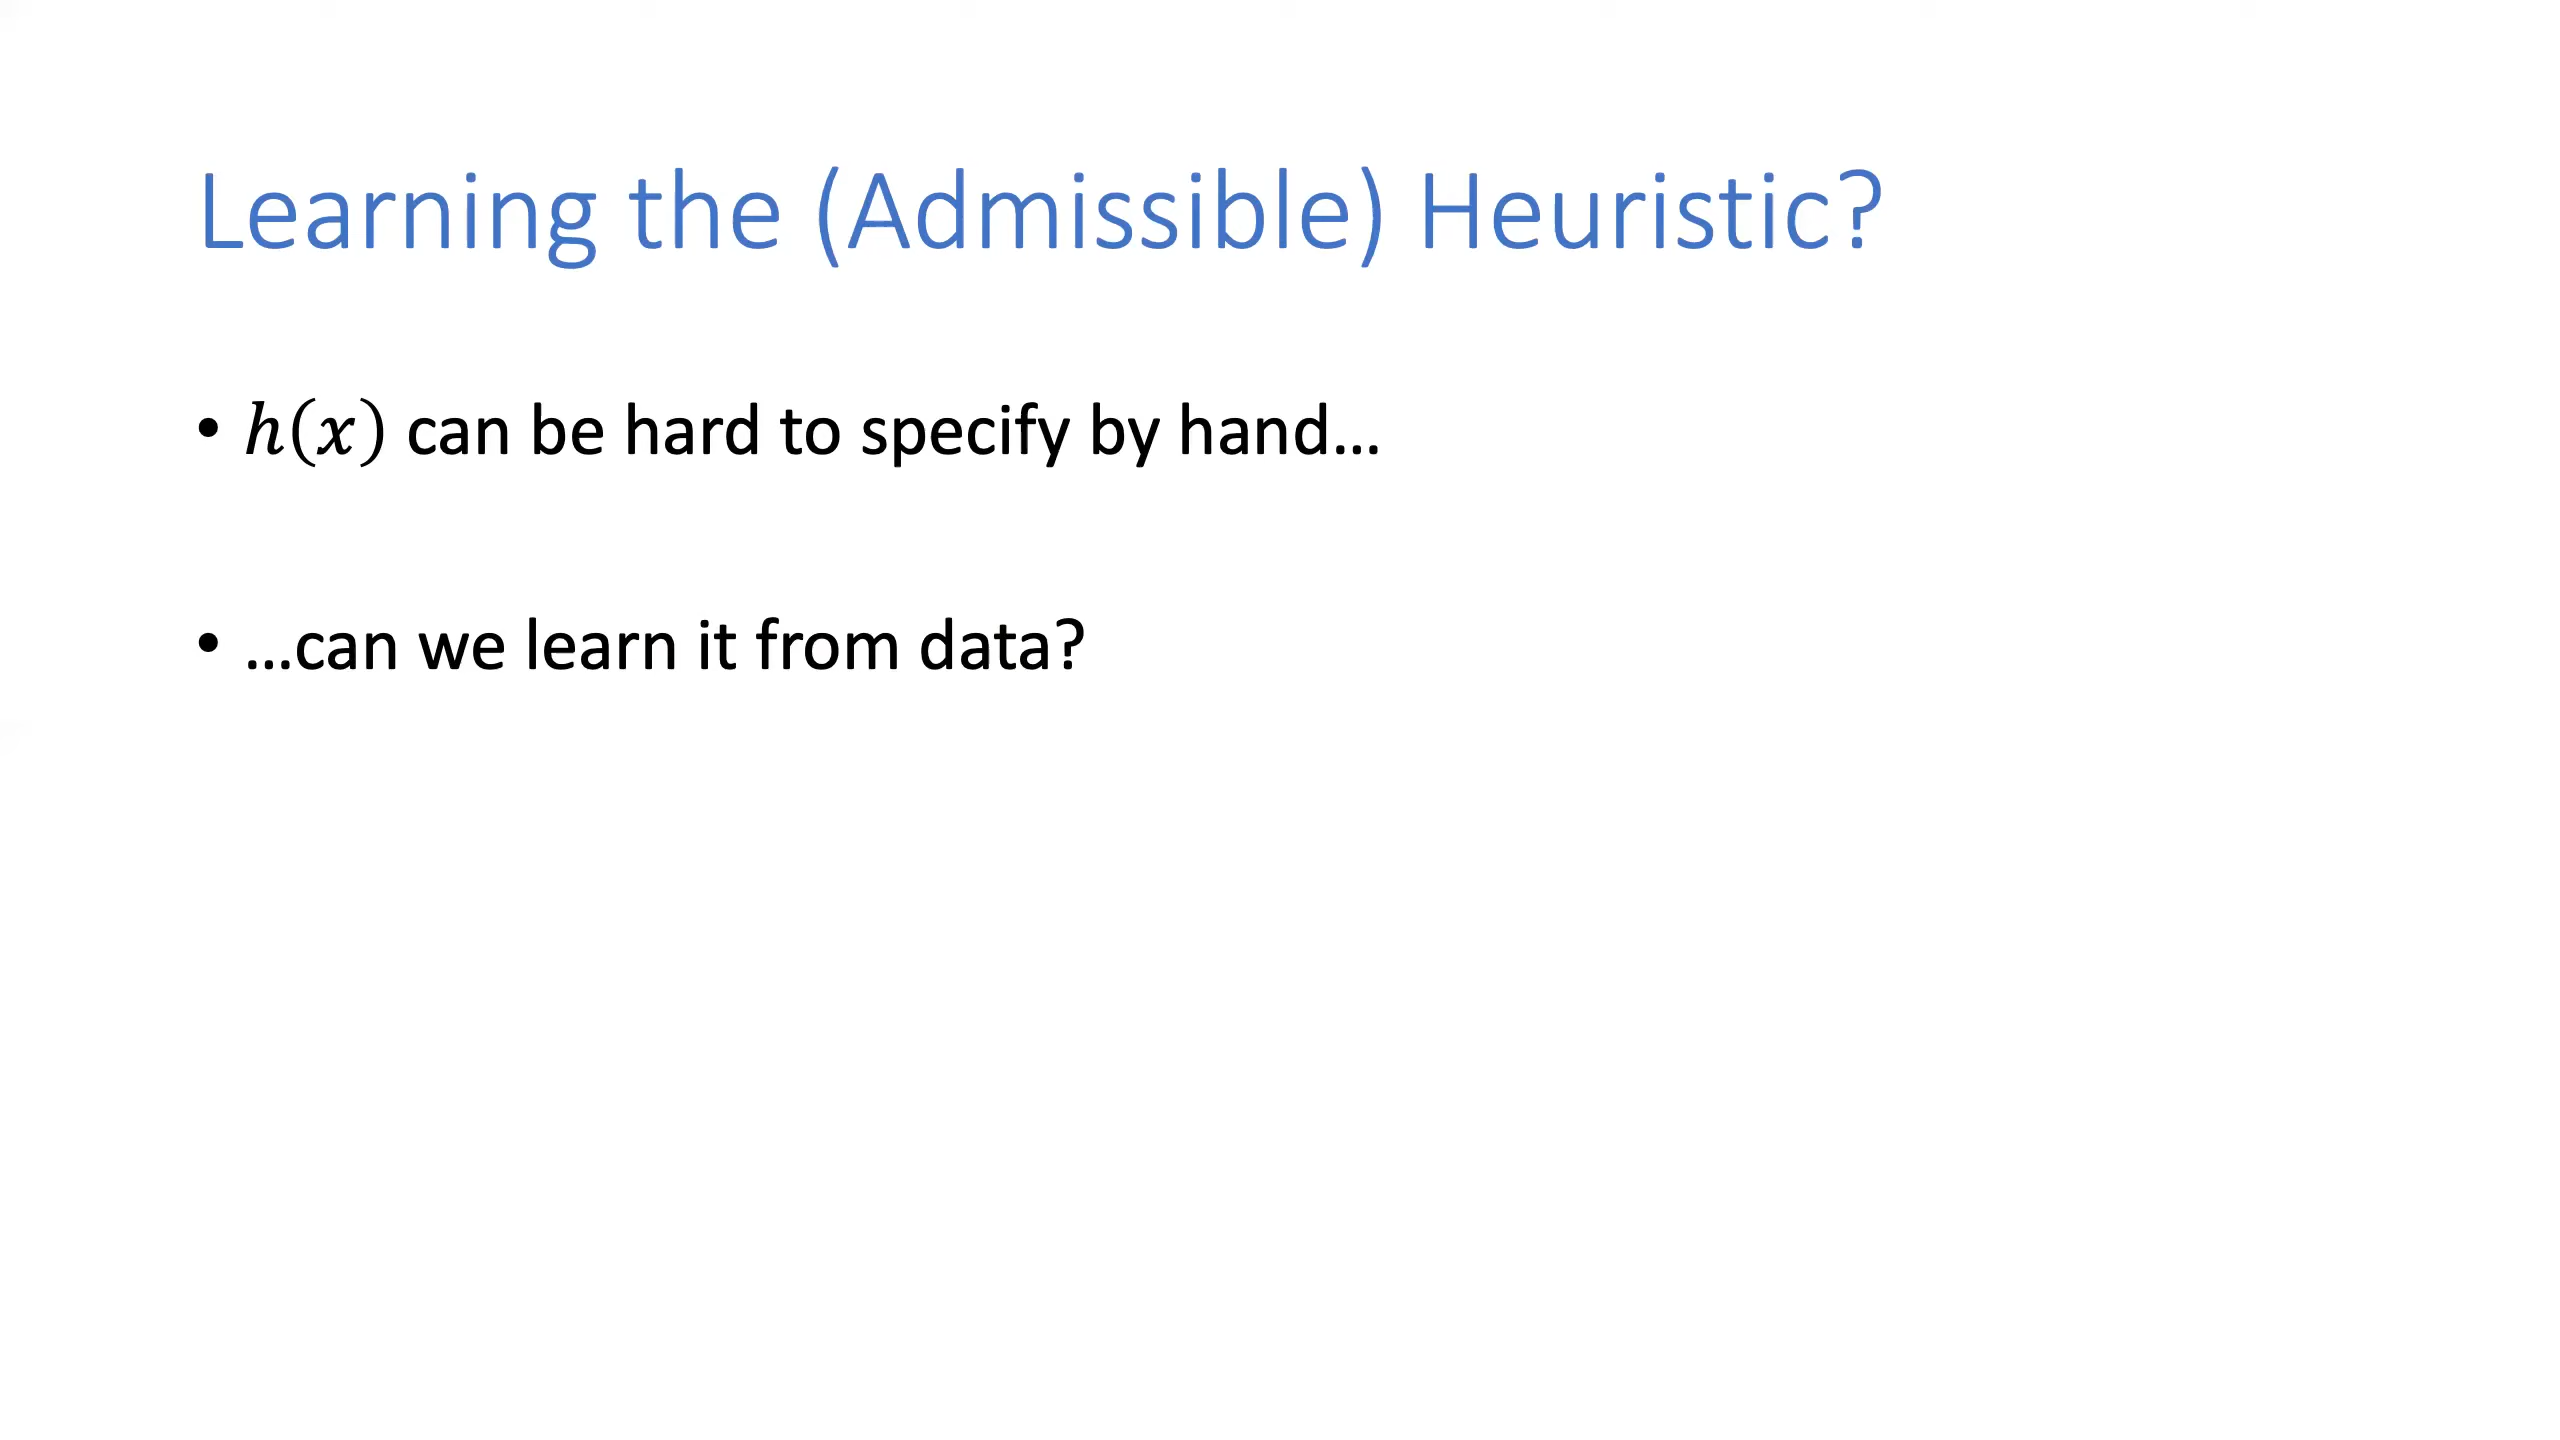 Learning the (Admissible) Heuristic?
• h(x) can be hard to specify by hand…
• …can we learn it from data?